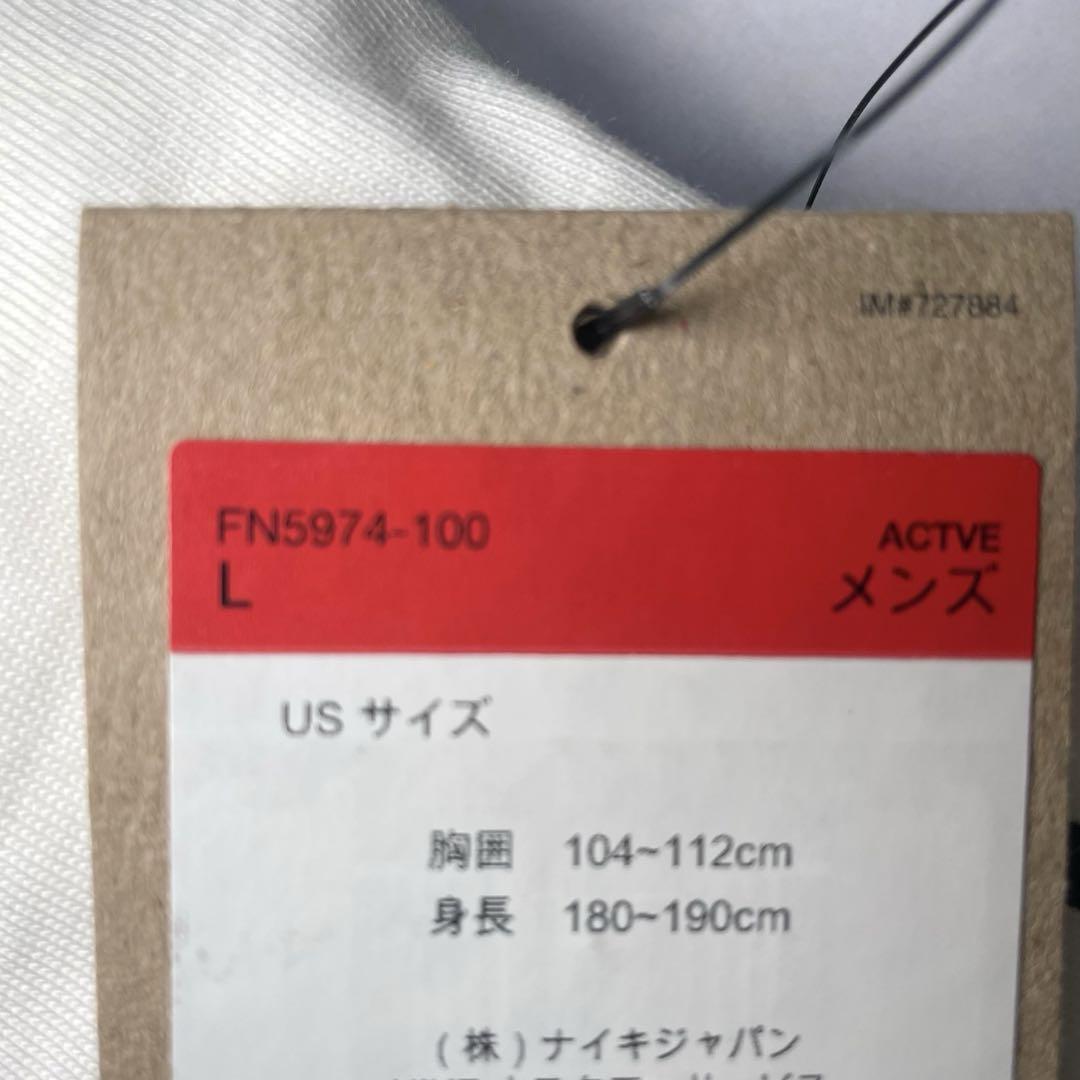 IM#727884
FN5974-100
ACTVE
L
メンズ
US サイズ
胸囲 104~112cm
身長 180~190cm
(株)ナイキジャパン